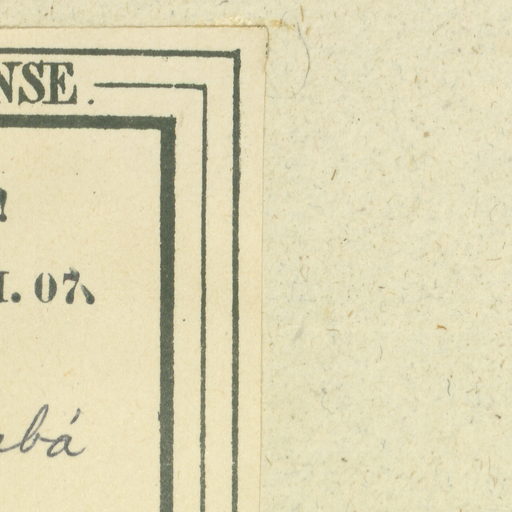 NSE
I. 07.
abá